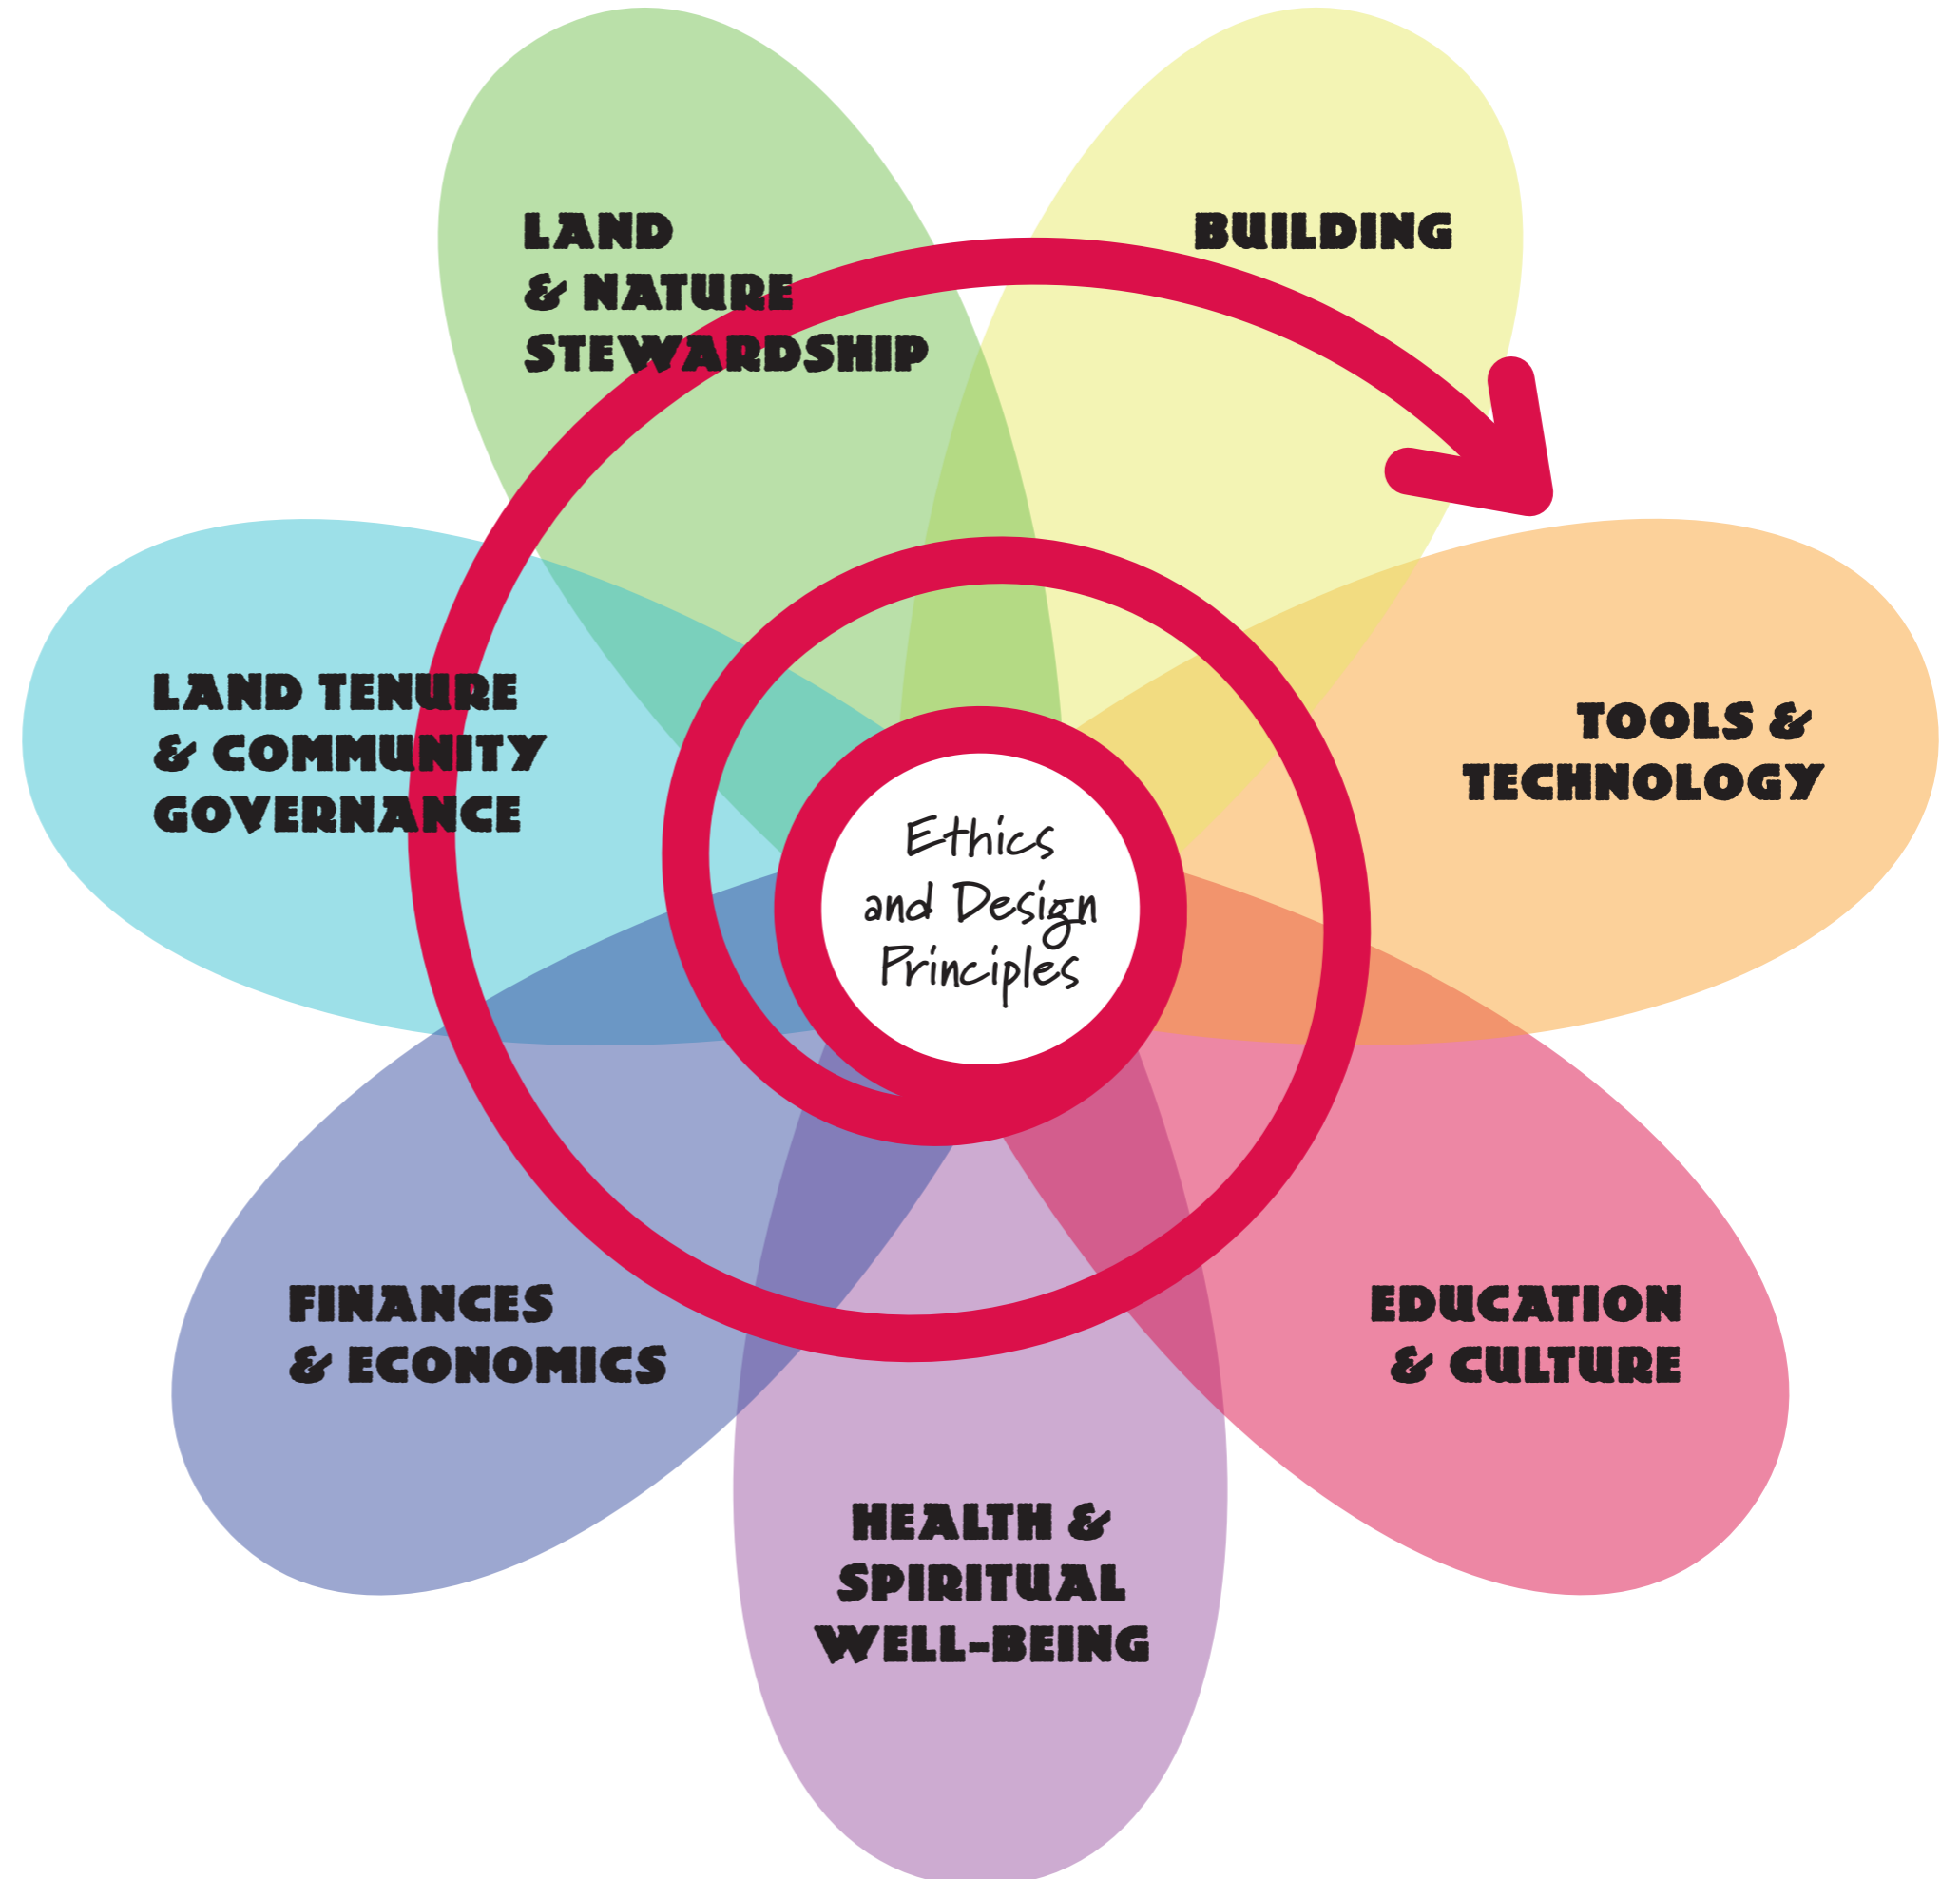 LAND
& NATURE
STEWARDSHIP
BUILDING
TOOLS &
TECHNOLOGY
EDUCATION
& CULTURE
HEALTH &
SPIRITUAL
WELL-BEING
FINANCES
& ECONOMICS
LAND TENURE
& COMMUNITY
GOVERNANCE
Ethics
and Design
Principles